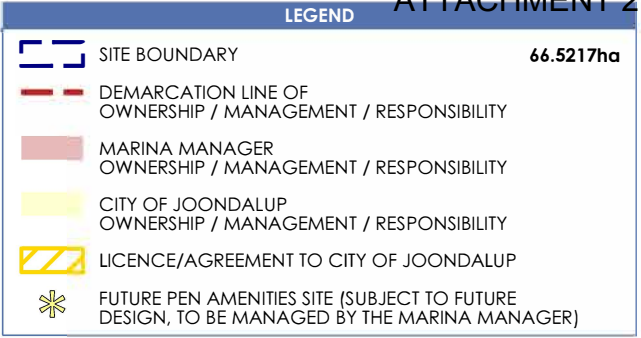 ATTACHMENT 2
LEGEND
SITE BOUNDARY 66.5217ha
DEMARCATION LINE OF
OWNERSHIP / MANAGEMENT / RESPONSIBILITY
MARINA MANAGER
OWNERSHIP / MANAGEMENT / RESPONSIBILITY
CITY OF JOONDALUP
OWNERSHIP / MANAGEMENT / RESPONSIBILITY
LICENCE/AGREEMENT TO CITY OF JOONDALUP
FUTURE PEN AMENITIES SITE (SUBJECT TO FUTURE
DESIGN, TO BE MANAGED BY THE MARINA MANAGER)